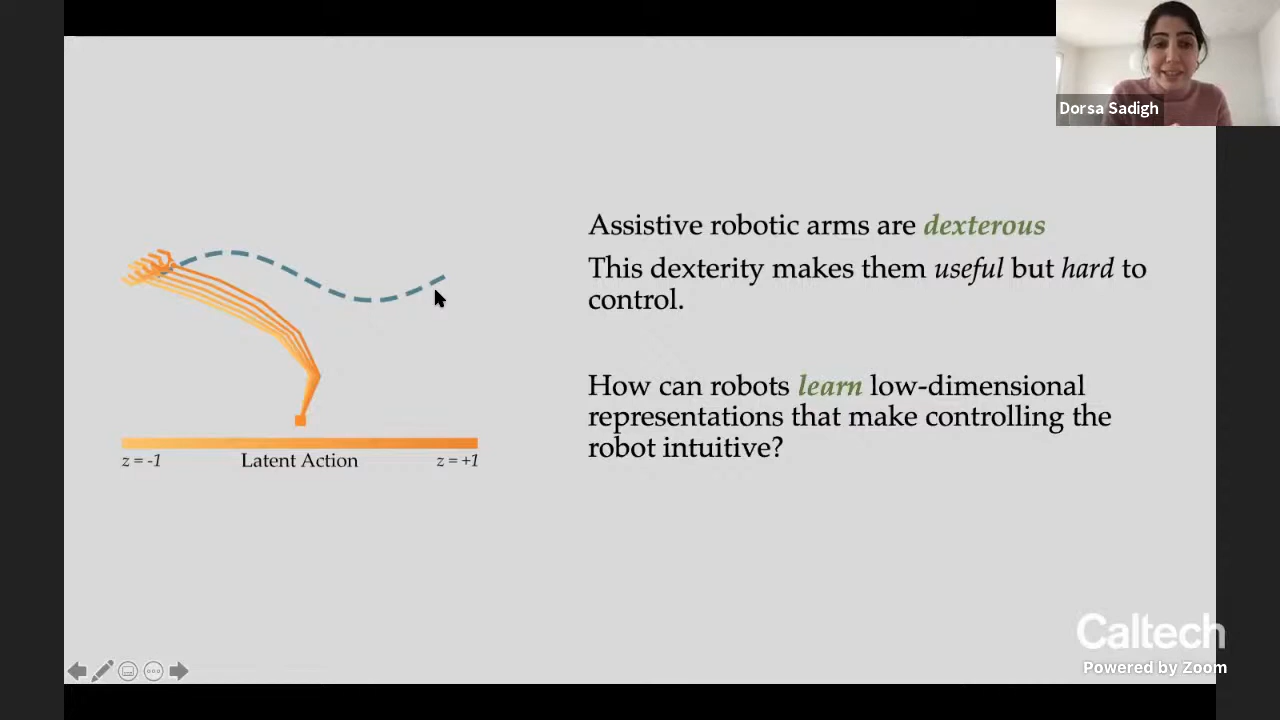 Dorsa Sadigh
Assistive robotic arms are dexterous
This dexterity makes them useful but hard to
control.
How can robots learn low-dimensional
representations that make controlling the
robot intuitive?
z = -1
Latent Action
z = +1
Caltech
Powered by Zoom